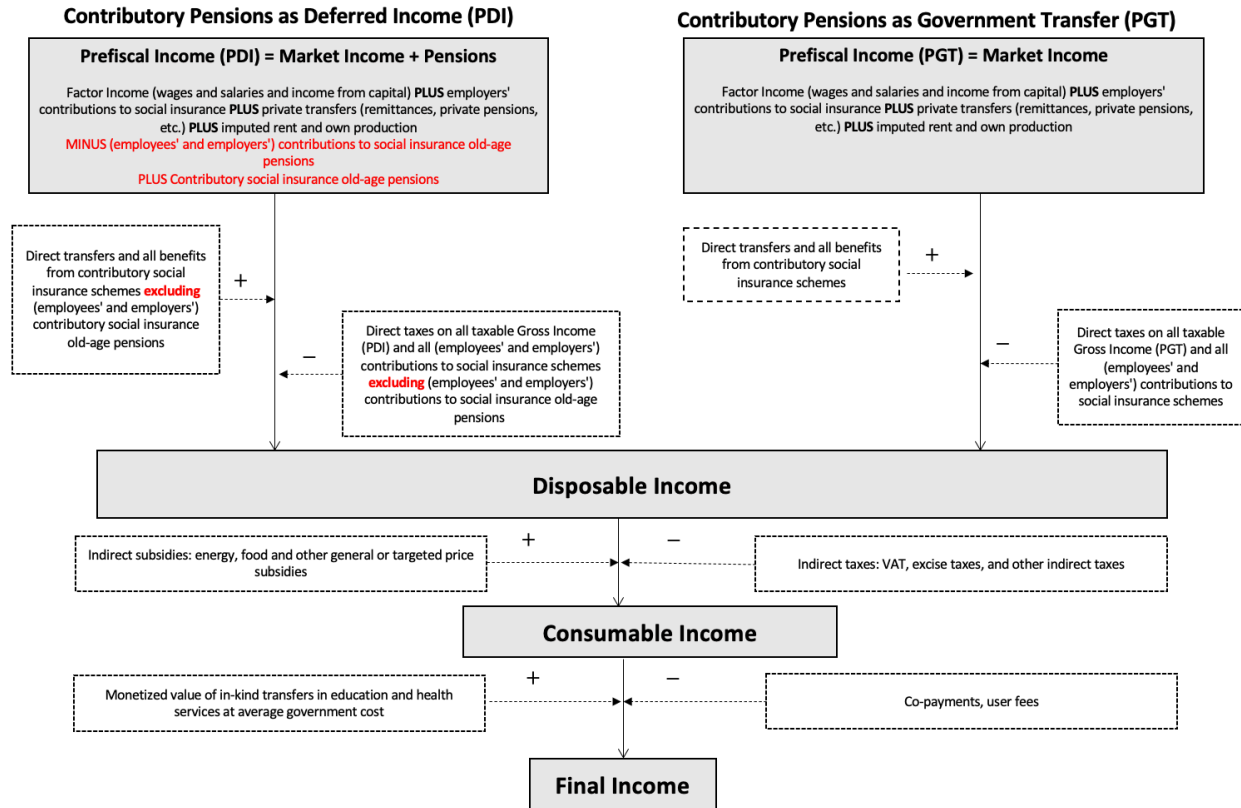 Contributory Pensions as Deferred Income (PDI)
Contributory Pensions as Government Transfer (PGT)
Prefiscal Income (PDI) = Market Income + Pensions
Factor Income (wages and salaries and income from capital) PLUS employers'
contributions to social insurance PLUS private transfers (remittances, private pensions,
etc.) PLUS imputed rent and own production
MINUS (employees' and employers') contributions to social insurance old-age
pensions
PLUS Contributory social insurance old-age pensions
Prefiscal Income (PGT) = Market Income
Factor Income (wages and salaries and income from capital) PLUS employers'
contributions to social insurance PLUS private transfers (remittances, private pensions,
etc.) PLUS imputed rent and own production
Direct transfers and all benefits
from contributory social
insurance schemes excluding
(employees' and employers')
contributory social insurance
old-age pensions
+
Direct transfers and all benefits
from contributory social
insurance schemes
+
Direct taxes on all taxable Gross Income
(PDI) and all (employees' and employers')
contributions to social insurance schemes
excluding (employees' and employers')
contributions to social insurance old-age
pensions
−
Direct taxes on all taxable
Gross Income (PGT) and all
(employees' and
employers') contributions to
social insurance schemes
−
Disposable Income
Indirect subsidies: energy, food and other general or targeted price
subsidies
+
−
Indirect taxes: VAT, excise taxes, and other indirect taxes
Consumable Income
Monetized value of in-kind transfers in education and health
services at average government cost
+
−
Co-payments, user fees
Final Income